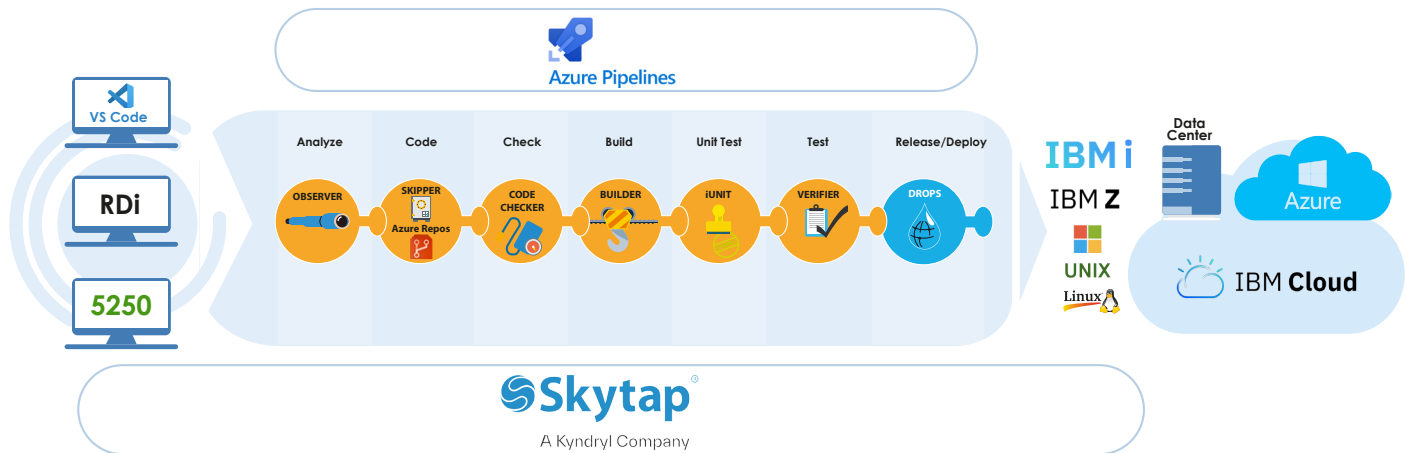 Azure Pipelines
VS Code
RDi
5250
Analyze
Code
Check
Build
Unit Test
Test
Release/Deploy
OBSERVER
SKIPPER
Azure Repos
CODE
CHECKER
BUILDER
iUNIT
VERIFIER
DROPS
IBM i
IBM Z
UNIX
Linux
Data
Center
Azure
IBM Cloud
Skytap®
A Kyndryl Company